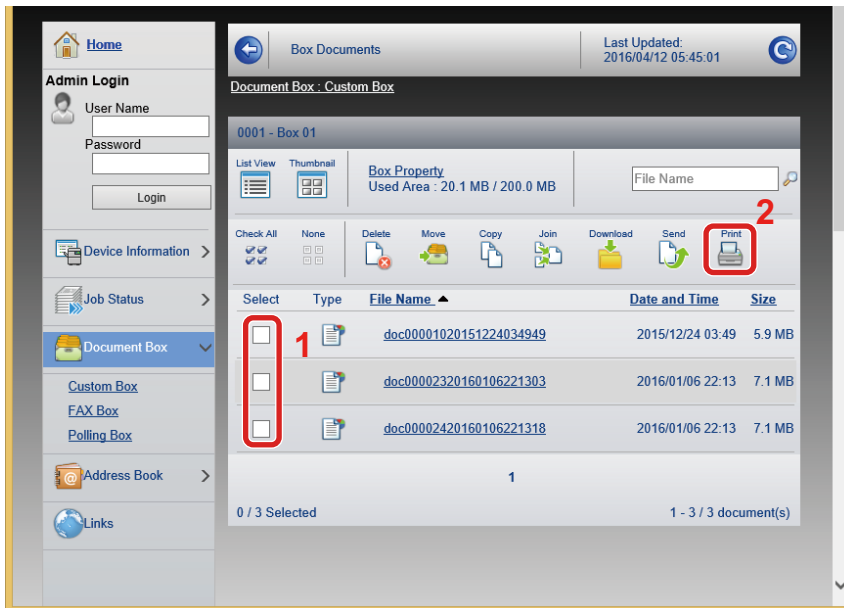 Home
Admin Login
User Name
Password
Login
Device Information
Job Status
Document Box
Custom Box
FAX Box
Polling Box
Address Book
Links
Box Documents
Last Updated:
2016/04/12 05:45:01
Document Box : Custom Box
0001 - Box 01
List View Thumbnail
Box Property
Used Area : 20.1 MB / 200.0 MB
File Name
2
Check All None Delete Move Copy Join Download Send Print
Select Type File Name Date and Time Size
1
doc00001020151224034949 2015/12/24 03:49 5.9 MB
doc00002320160106221303 2016/01/06 22:13 7.1 MB
doc00002420160106221318 2016/01/06 22:13 7.1 MB
1
0 / 3 Selected 1 - 3 / 3 document(s)